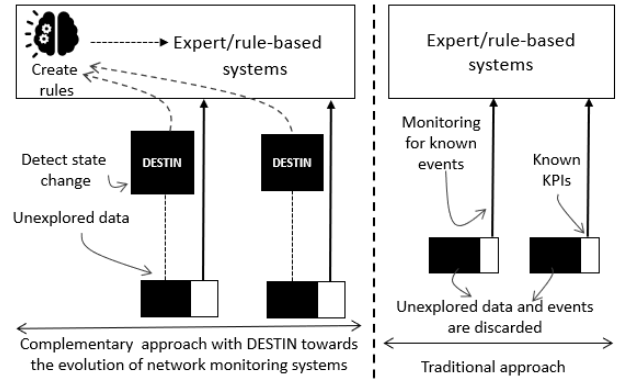 Expert/rule-based
systems
Create
rules
DESTIN
DESTIN
Detect state
change
Unexplored data
Complementary approach with DESTIN towards
the evolution of network monitoring systems
Expert/rule-based
systems
Monitoring
for known
events
Known
KPIs
Unexplored data and events
are discarded
Traditional approach